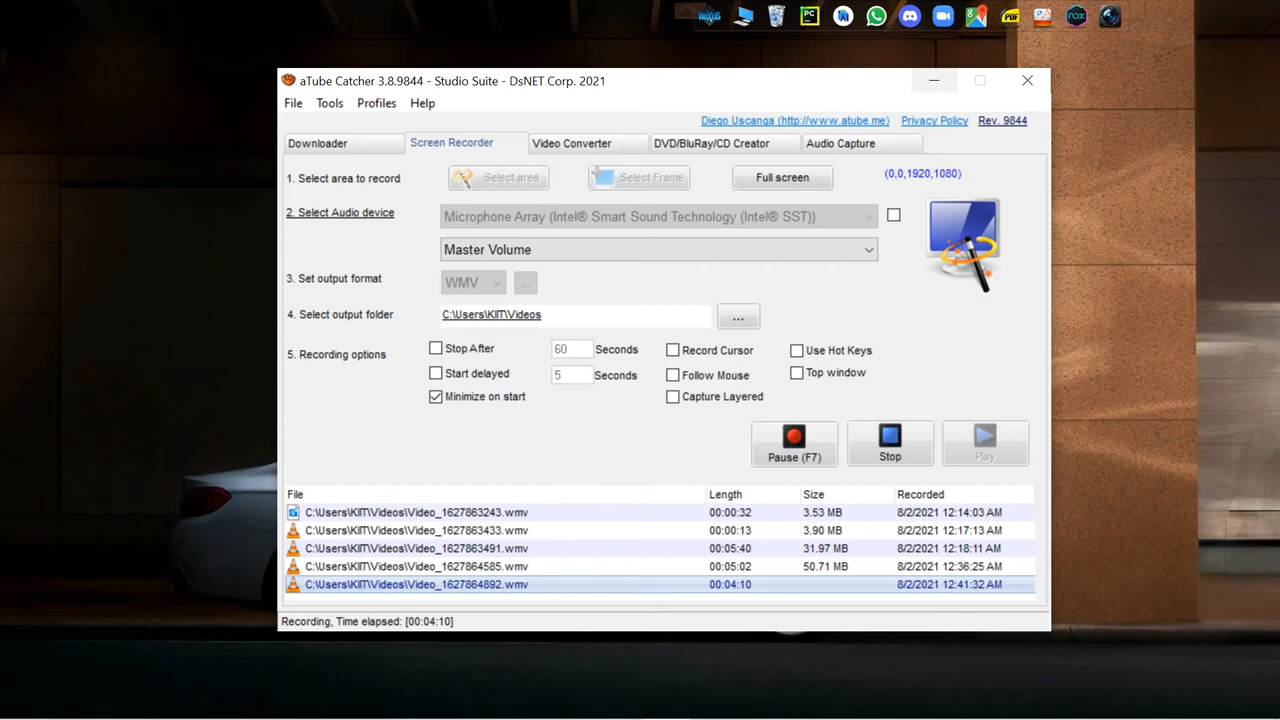 NEXUS
PC
PDF
nox
aTube Catcher 3.8.9844 - Studio Suite - DsNET Corp. 2021
File Tools Profiles Help
Diego Uscanga (http://www.atube.me) Privacy Policy Rev. 9844
Downloader Screen Recorder Video Converter DVD/BluRay/CD Creator Audio Capture
1. Select area to record Select area Select Frame Full screen (0,0,1920,1080)
2. Select Audio device Microphone Array (Intel® Smart Sound Technology (Intel® SST))
Master Volume
3. Set output format WMV ...
4. Select output folder C:\Users\KIIT\Videos ...
5. Recording options
Stop After 60 Seconds Record Cursor Use Hot Keys
Start delayed 5 Seconds Follow Mouse Top window
Minimize on start Capture Layered
Pause (F7) Stop Play
File Length Size Recorded
C:\Users\KIIT\Videos\Video_1627863243.wmv 00:00:32 3.53 MB 8/2/2021 12:14:03 AM
C:\Users\KIIT\Videos\Video_1627863433.wmv 00:00:13 3.90 MB 8/2/2021 12:17:13 AM
C:\Users\KIIT\Videos\Video_1627863491.wmv 00:05:40 31.97 MB 8/2/2021 12:18:11 AM
C:\Users\KIIT\Videos\Video_1627864585.wmv 00:05:02 50.71 MB 8/2/2021 12:36:25 AM
C:\Users\KIIT\Videos\Video_1627864892.wmv 00:04:10 8/2/2021 12:41:32 AM
Recording, Time elapsed: [00:04:10]